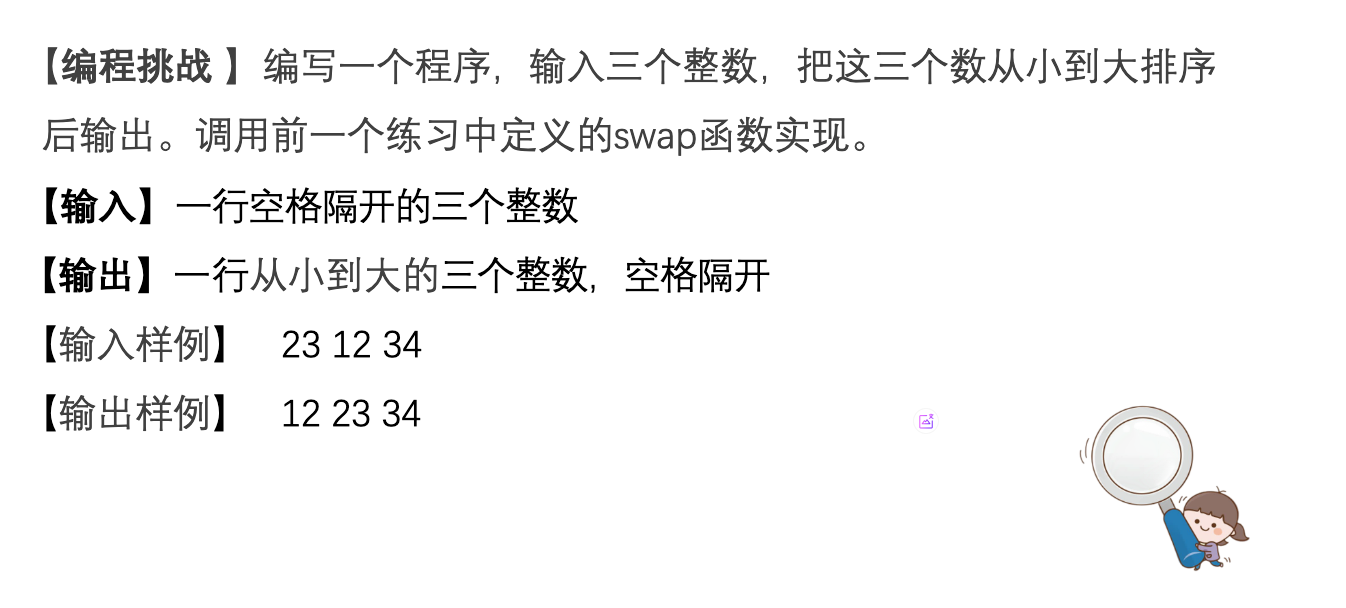 【编程挑战 】编写一个程序，输入三个整数，把这三个数从小到大排序
后输出。调用前一个练习中定义的swap函数实现。
【输入】一行空格隔开的三个整数
【输出】一行从小到大的三个整数，空格隔开
【输入样例】 23 12 34
【输出样例】 12 23 34